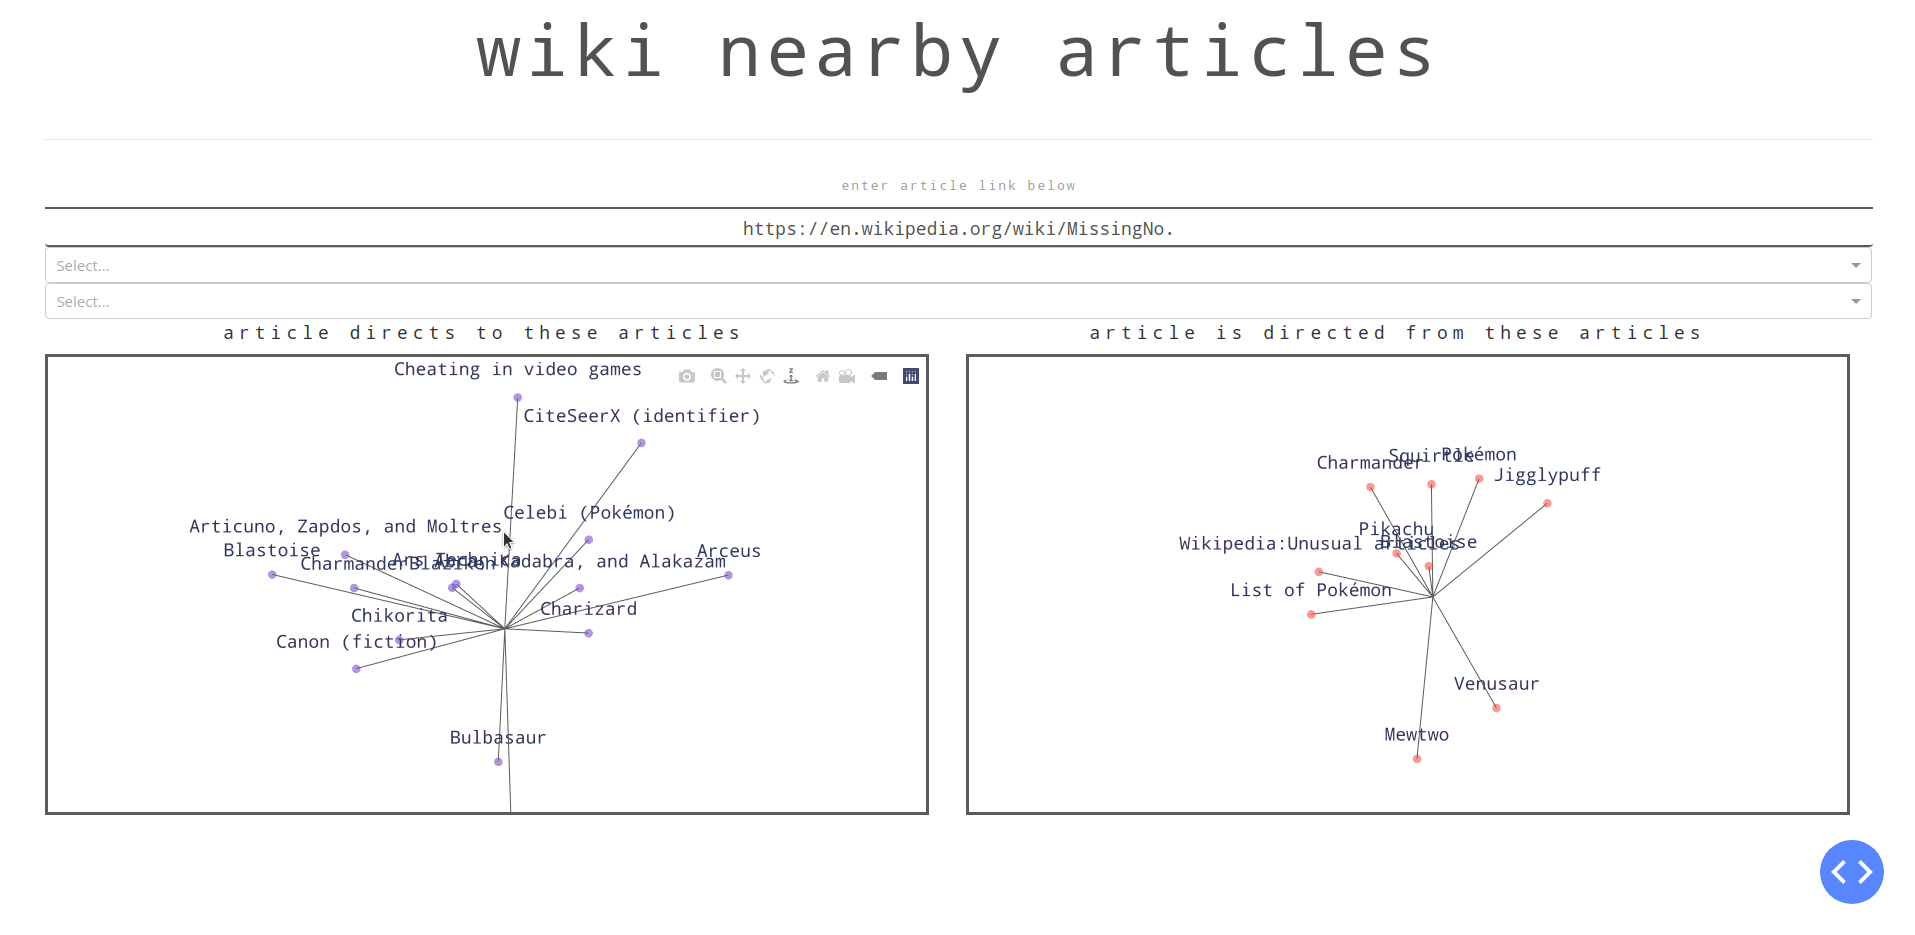 wiki nearby articles
enter article link below
https://en.wikipedia.org/wiki/MissingNo.
Select...
Select...
article directs to these articles
Cheating in video games
z
CiteSeerX (identifier)
Celebi (Pokémon)
Articuno, Zapdos, and Moltres
Blastoise
Arceus
Charmander
Blaziken
Ars Technica
Kadabra, and Alakazam
Charizard
Chikorita
Canon (fiction)
Bulbasaur
article is directed from these articles
Squirtle
Pokémon
Charmander
Jigglypuff
Pikachu
Blastoise
Wikipedia:Unusual articles
List of Pokémon
Venusaur
Mewtwo